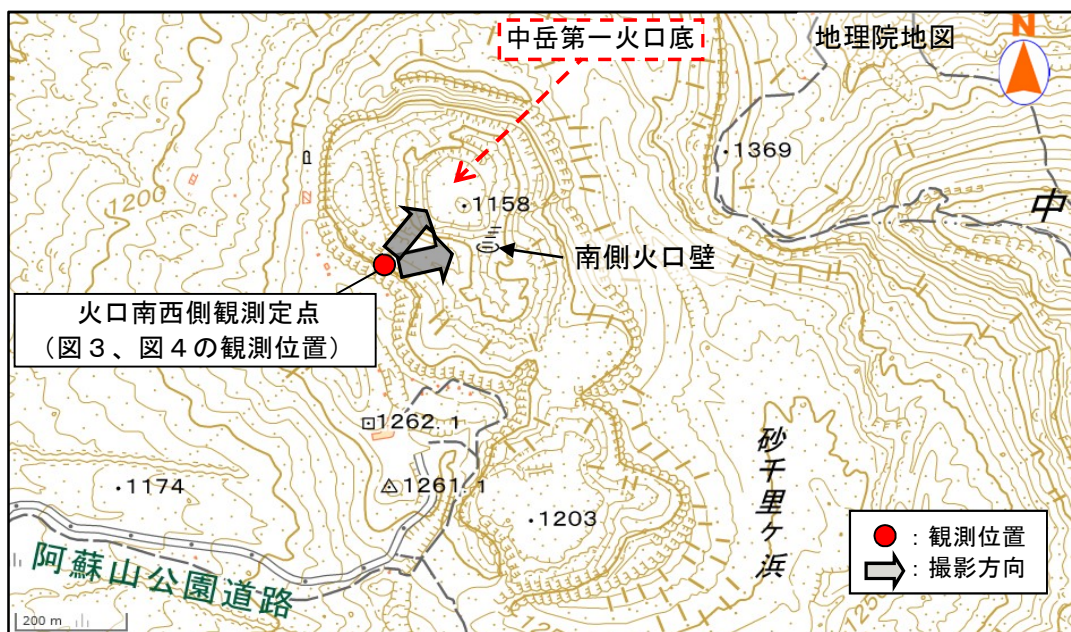 中岳第一火口底
地理院地図
N
1369
1200
1158
中
南側火口壁
火口南西側観測定点
(図3、図4の観測位置)
1262.1
砂千里ヶ浜
1174
1261.1
1203
:観測位置
:撮影方向
阿蘇山公園道路
200 m